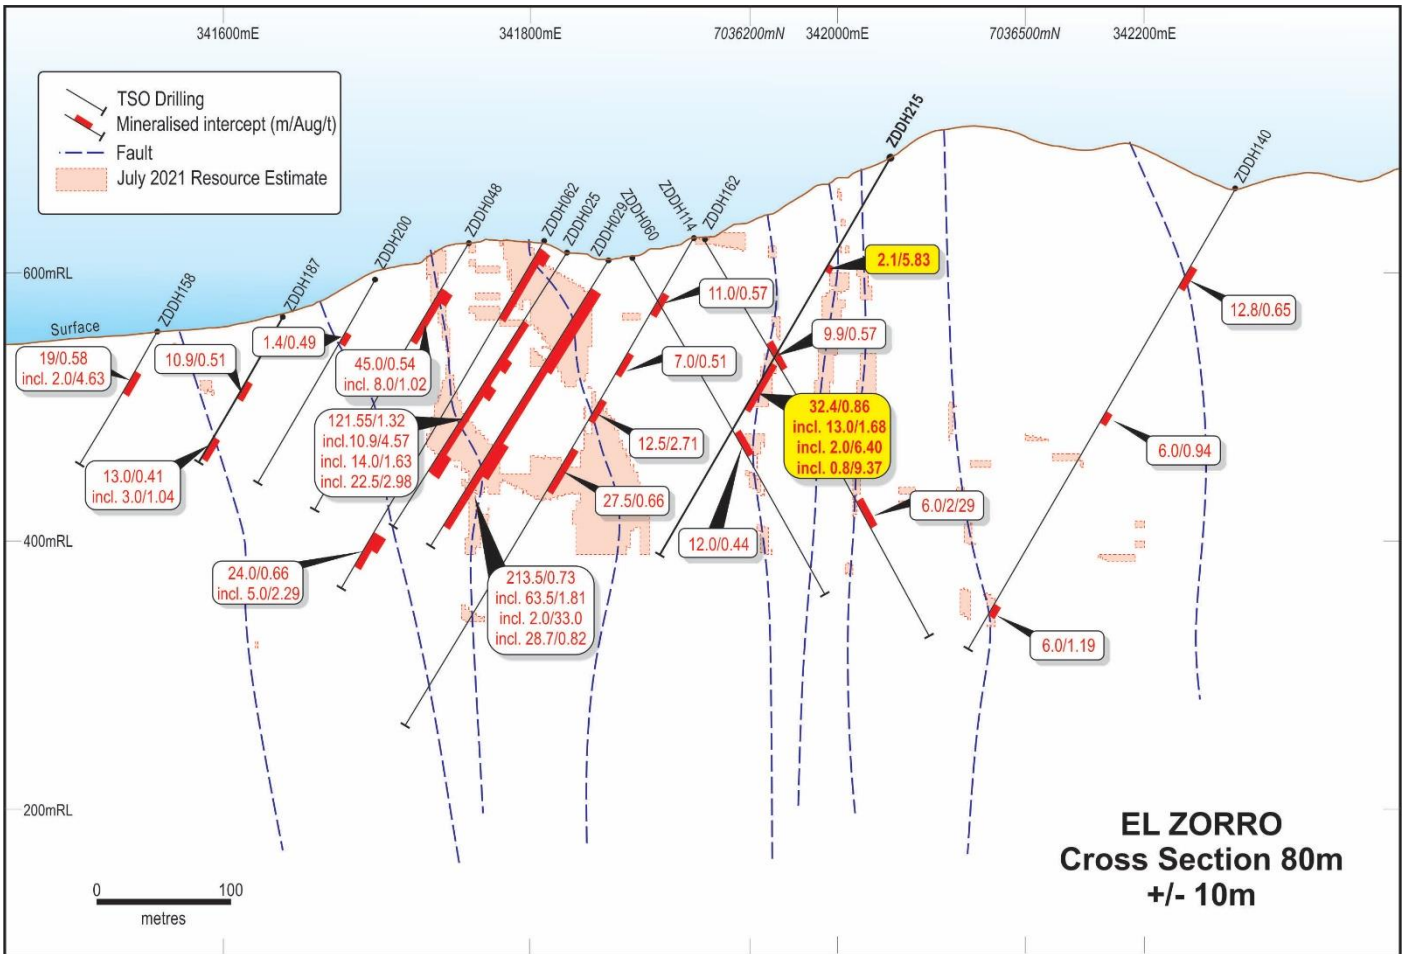 341600mE
341800mE
7036200mN
342000mE
7036500mN
342200mE
TSO Drilling
Mineralised intercept (m/Aug/t)
Fault
July 2021 Resource Estimate
ZDDH158
ZDDH187
ZDDH200
ZDDH048
ZDDH062
ZDDH025
ZDDH029
ZDDH060
ZDDH114
ZDDH162
ZDDH215
ZDDH140
600mRL
Surface
400mRL
200mRL
19/0.58
incl. 2.0/4.63
10.9/0.51
13.0/0.41
incl. 3.0/1.04
1.4/0.49
45.0/0.54
incl. 8.0/1.02
121.55/1.32
incl.10.9/4.57
incl. 14.0/1.63
incl. 22.5/2.98
24.0/0.66
incl. 5.0/2.29
213.5/0.73
incl. 63.5/1.81
incl. 2.0/33.0
incl. 28.7/0.82
11.0/0.57
7.0/0.51
12.5/2.71
27.5/0.66
12.0/0.44
2.1/5.83
9.9/0.57
32.4/0.86
incl. 13.0/1.68
incl. 2.0/6.40
incl. 0.8/9.37
6.0/2/29
12.8/0.65
6.0/0.94
6.0/1.19
0
100
metres
EL ZORRO
Cross Section 80m
+/- 10m